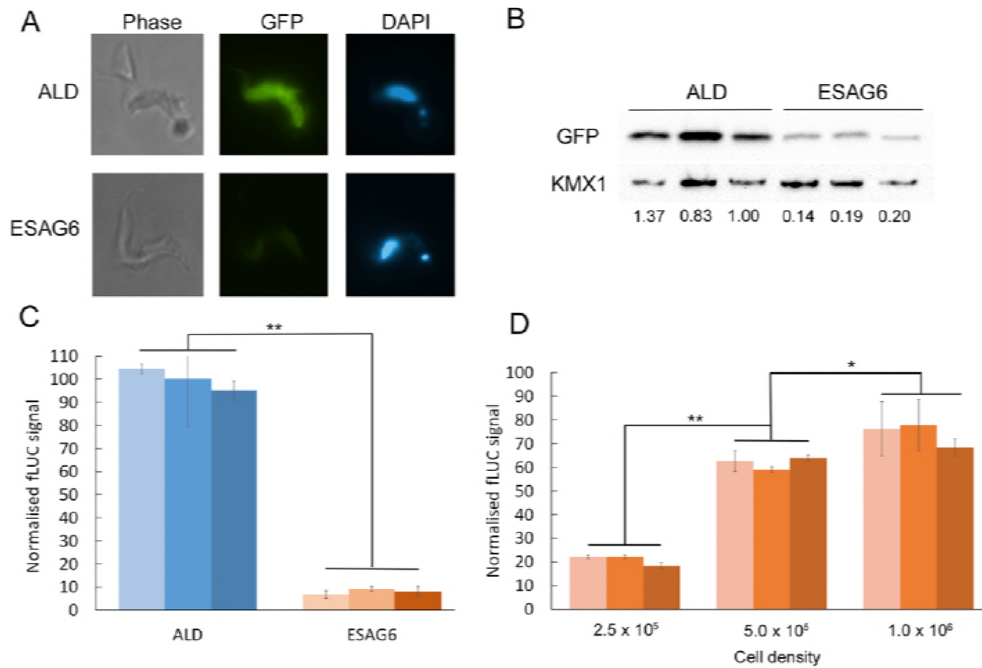 A
Phase GFP DAPI
ALD
ESAG6
B
ALD ESAG6
GFP
KMX1
1.37 0.83 1.00 0.14 0.19 0.20
C
Normalised fLUC signal
110
100
90
80
70
60
50
40
30
20
10
0
**
ALD ESAG6
D
Normalised fLUC signal
100
90
80
70
60
50
40
30
20
10
0
**
*
2.5 x 10⁵ 5.0 x 10⁵ 1.0 x 10⁶
Cell density